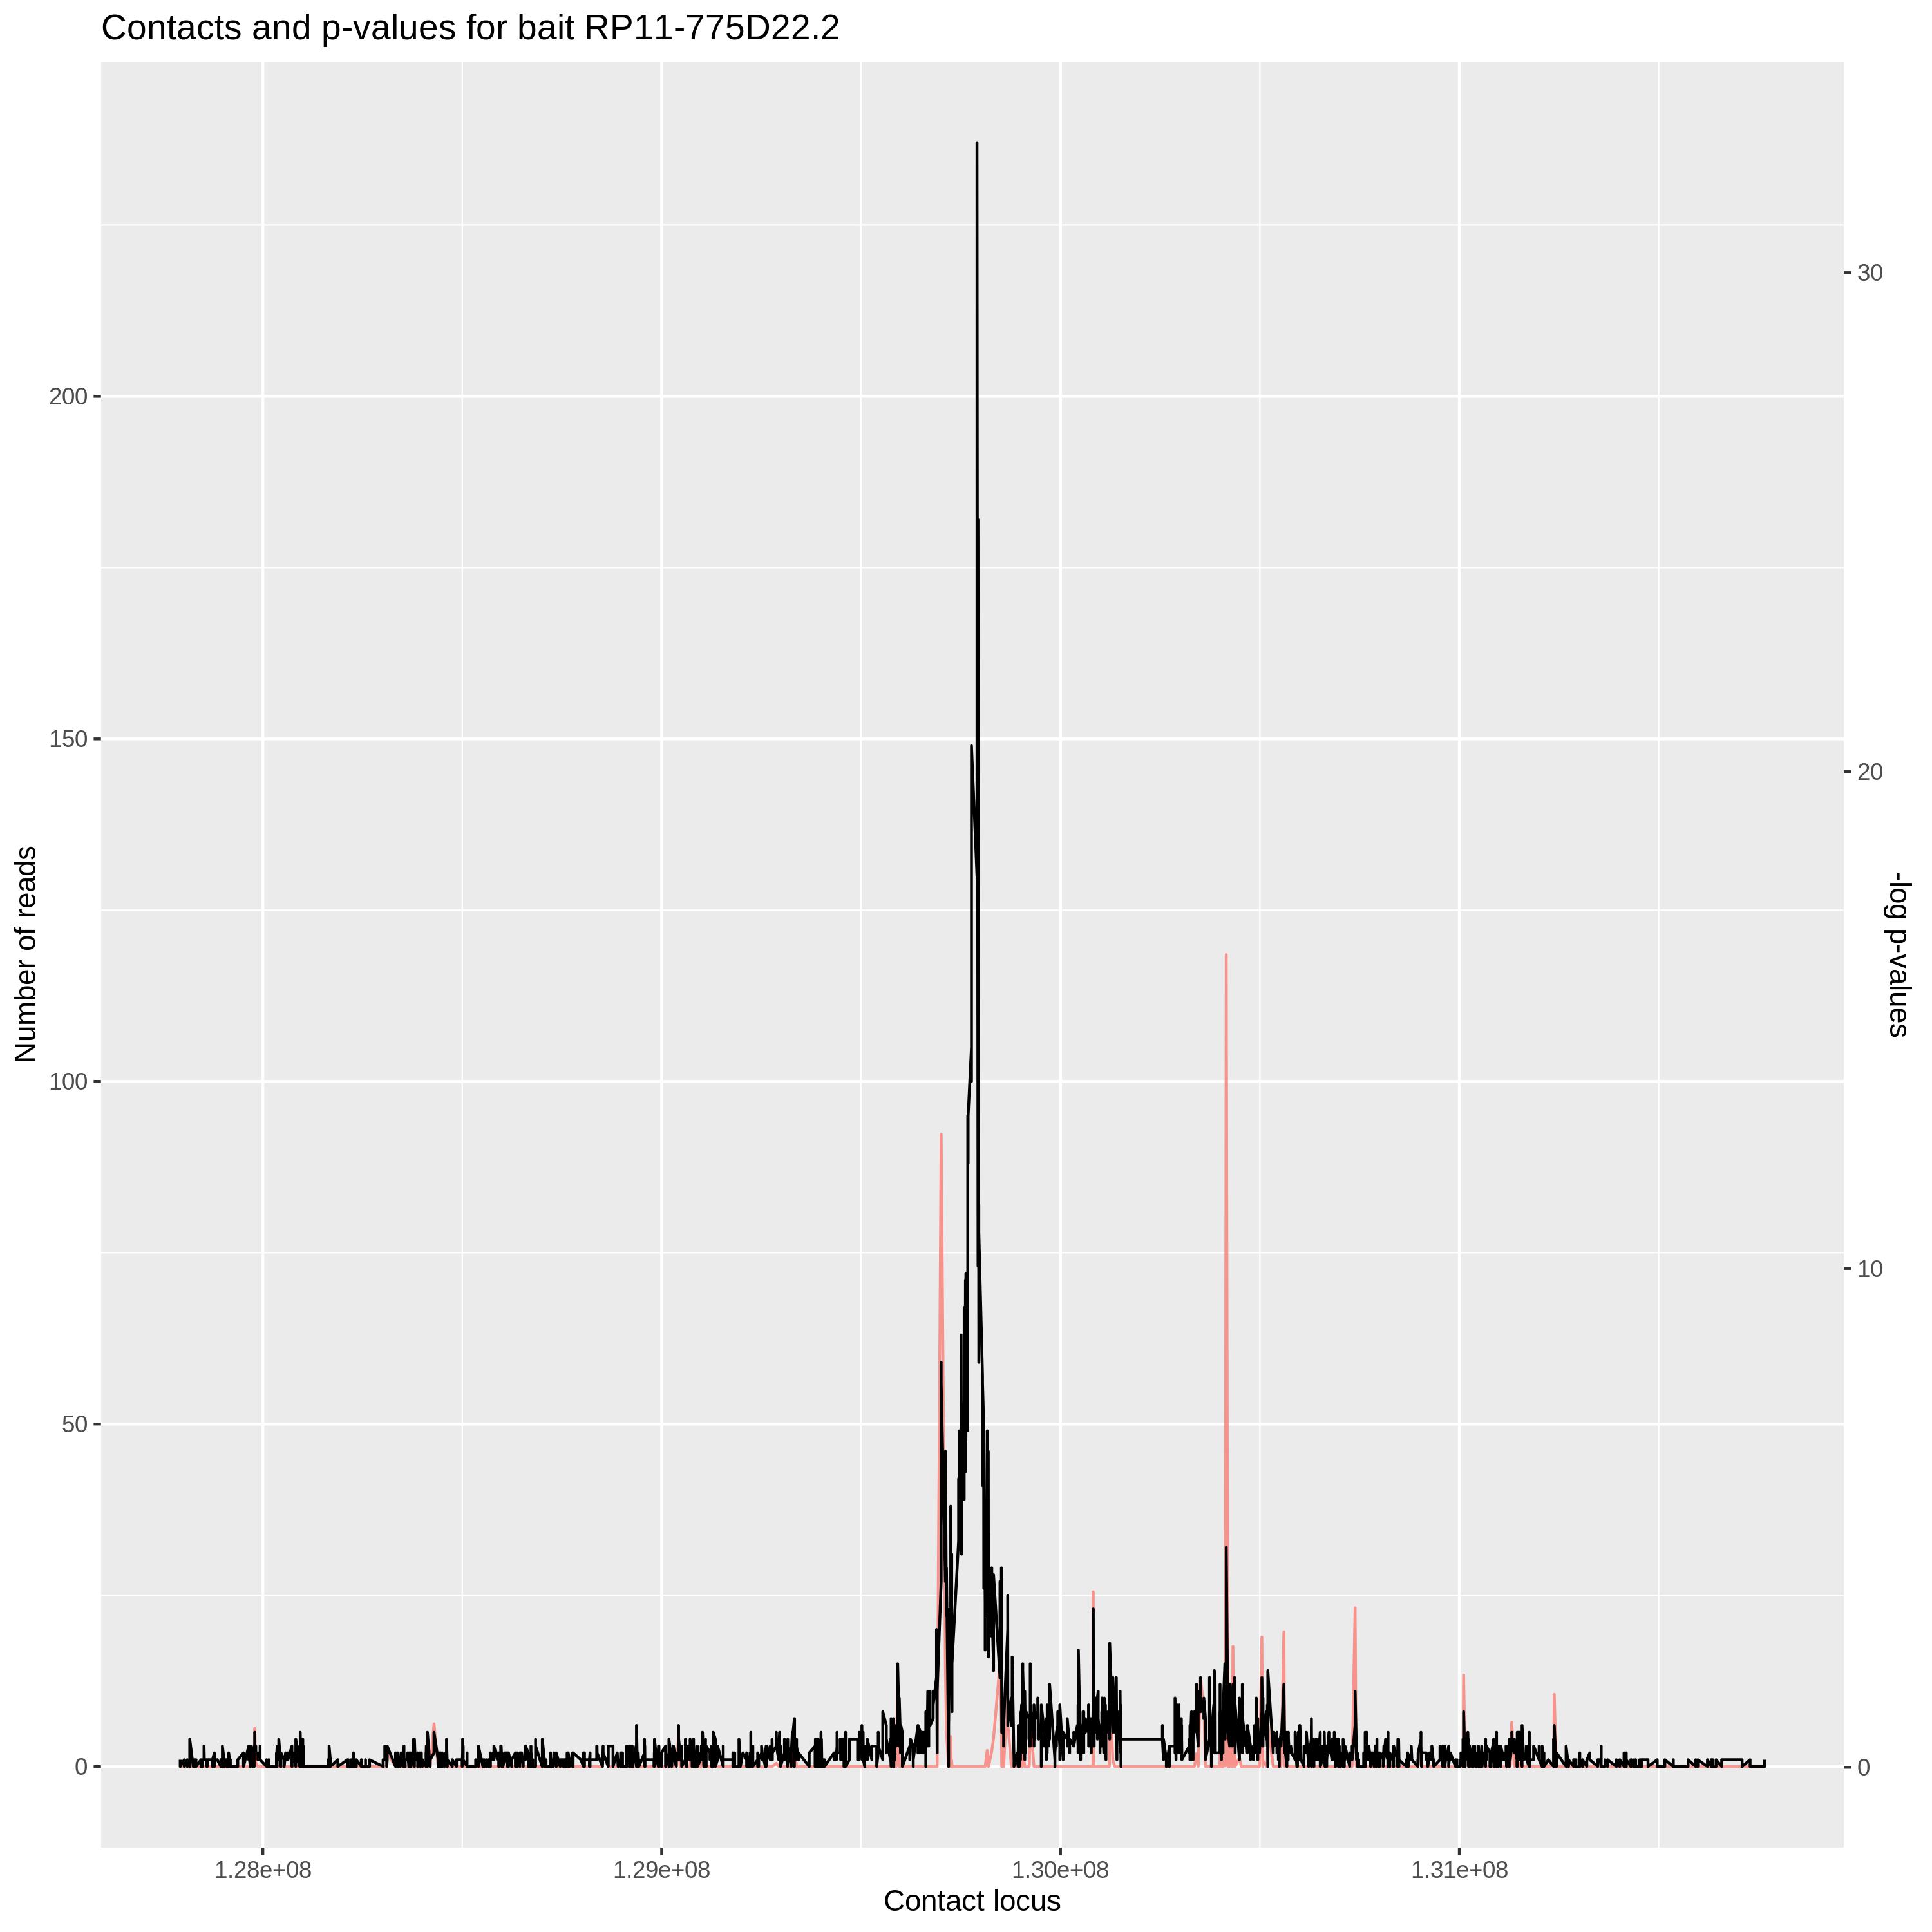 Contacts and p-values for bait RP11-775D22.2
200
150
100
50
0
Number of reads
30
20
10
0
-log p-values
1.28e+08 1.29e+08 1.30e+08 1.31e+08
Contact locus